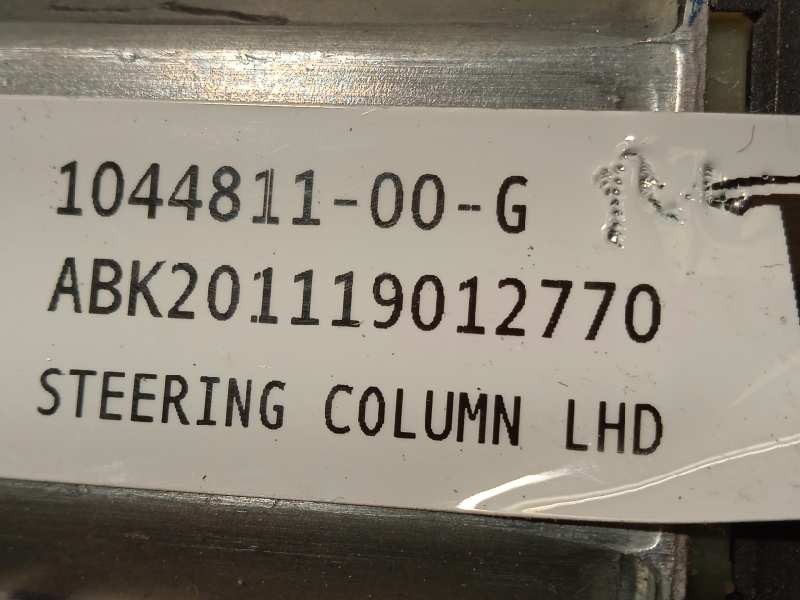 1044811-00-G
ABK201119012770
STEERING COLUMN LHD